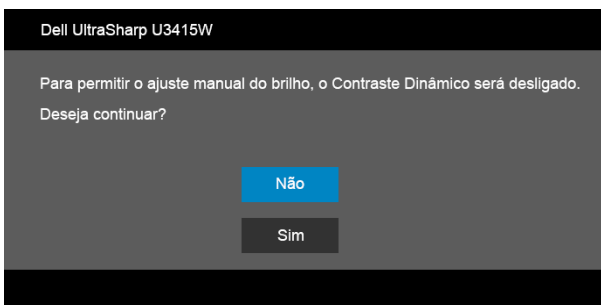 Dell UltraSharp U3415W
Para permitir o ajuste manual do brilho, o Contraste Dinâmico será desligado.
Deseja continuar?
Não
Sim